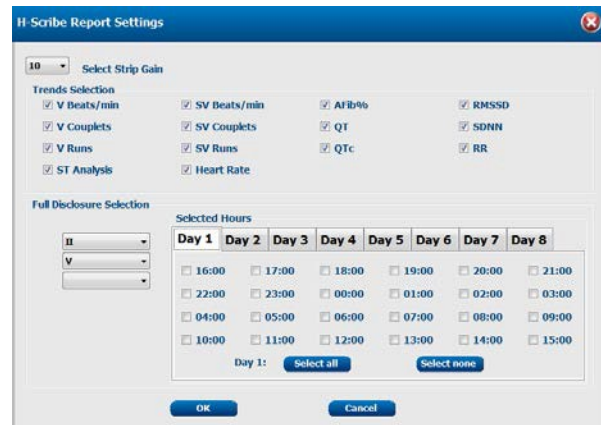 H-Scribe Report Settings
10 Select Strip Gain
Trends Selection
V Beats/min SV Beats/min AFib% RMSSD
V Couplets SV Couplets QT SDNN
V Runs SV Runs QTc RR
ST Analysis Heart Rate
Full Disclosure Selection
Selected Hours
II
V
Day 1 Day 2 Day 3 Day 4 Day 5 Day 6 Day 7 Day 8
16:00 17:00 18:00 19:00 20:00 21:00
22:00 23:00 00:00 01:00 02:00 03:00
04:00 05:00 06:00 07:00 08:00 09:00
10:00 11:00 12:00 13:00 14:00 15:00
Day 1: Select all Select none
OK Cancel